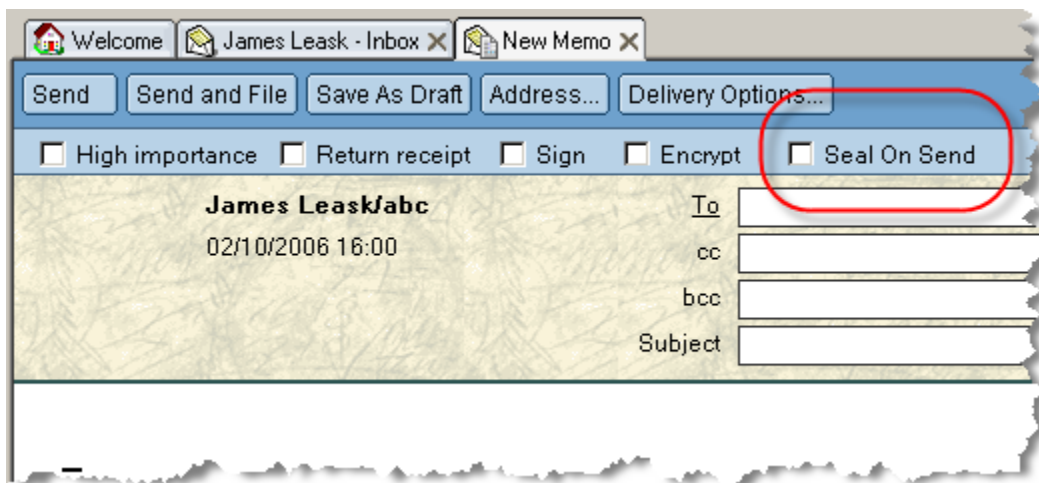 Welcome James Leask - Inbox New Memo
Send Send and File Save As Draft Address... Delivery Options...
High importance Return receipt Sign Encrypt Seal On Send
James Leask/abc To
02/10/2006 16:00 cc
bcc
Subject